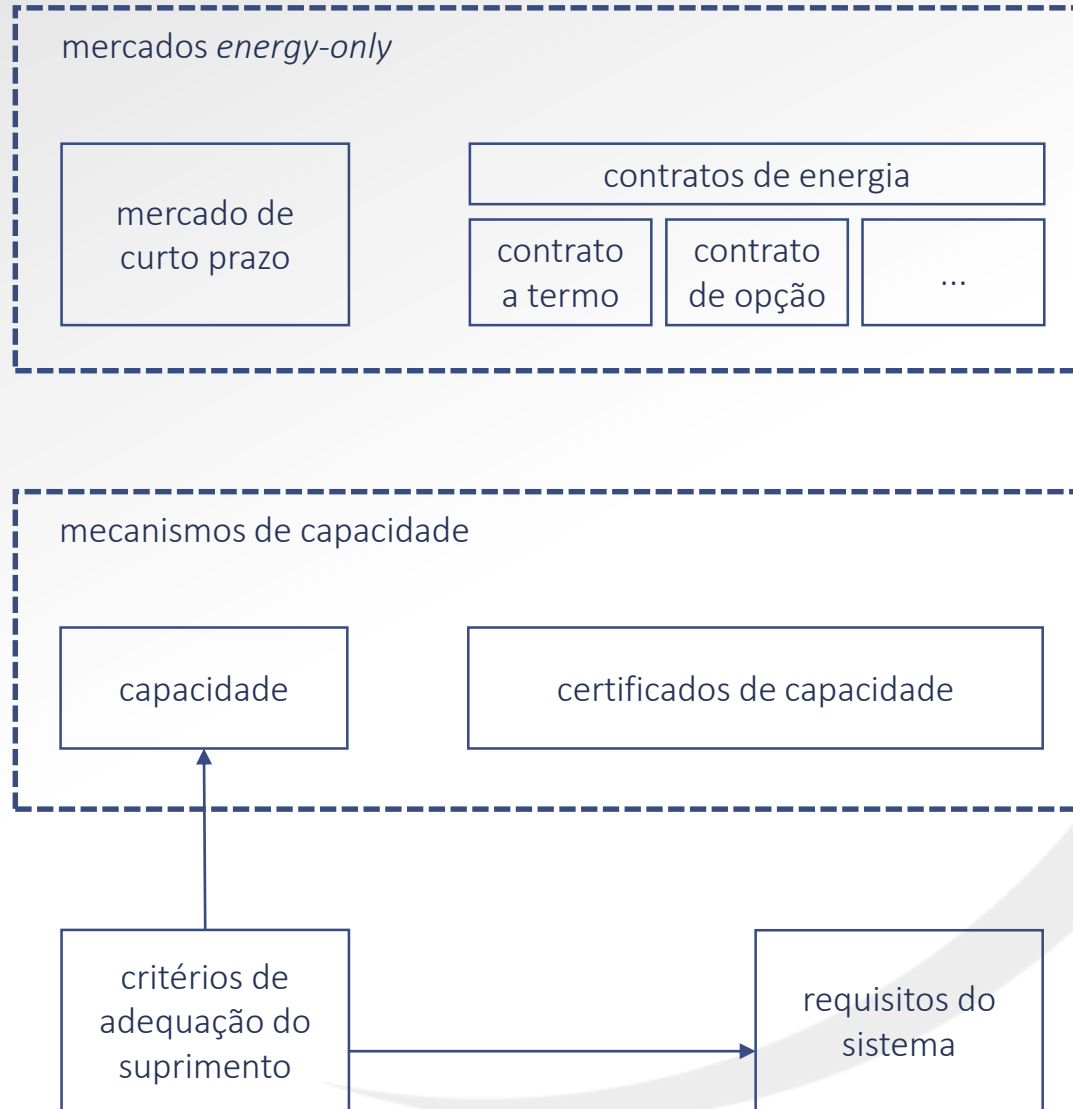 mercados energy-only
mercado de
curto prazo
contratos de energia
contrato
a termo
contrato
de opção
...
mecanismos de capacidade
capacidade
certificados de capacidade
critérios de
adequação do
suprimento
requisitos do
sistema